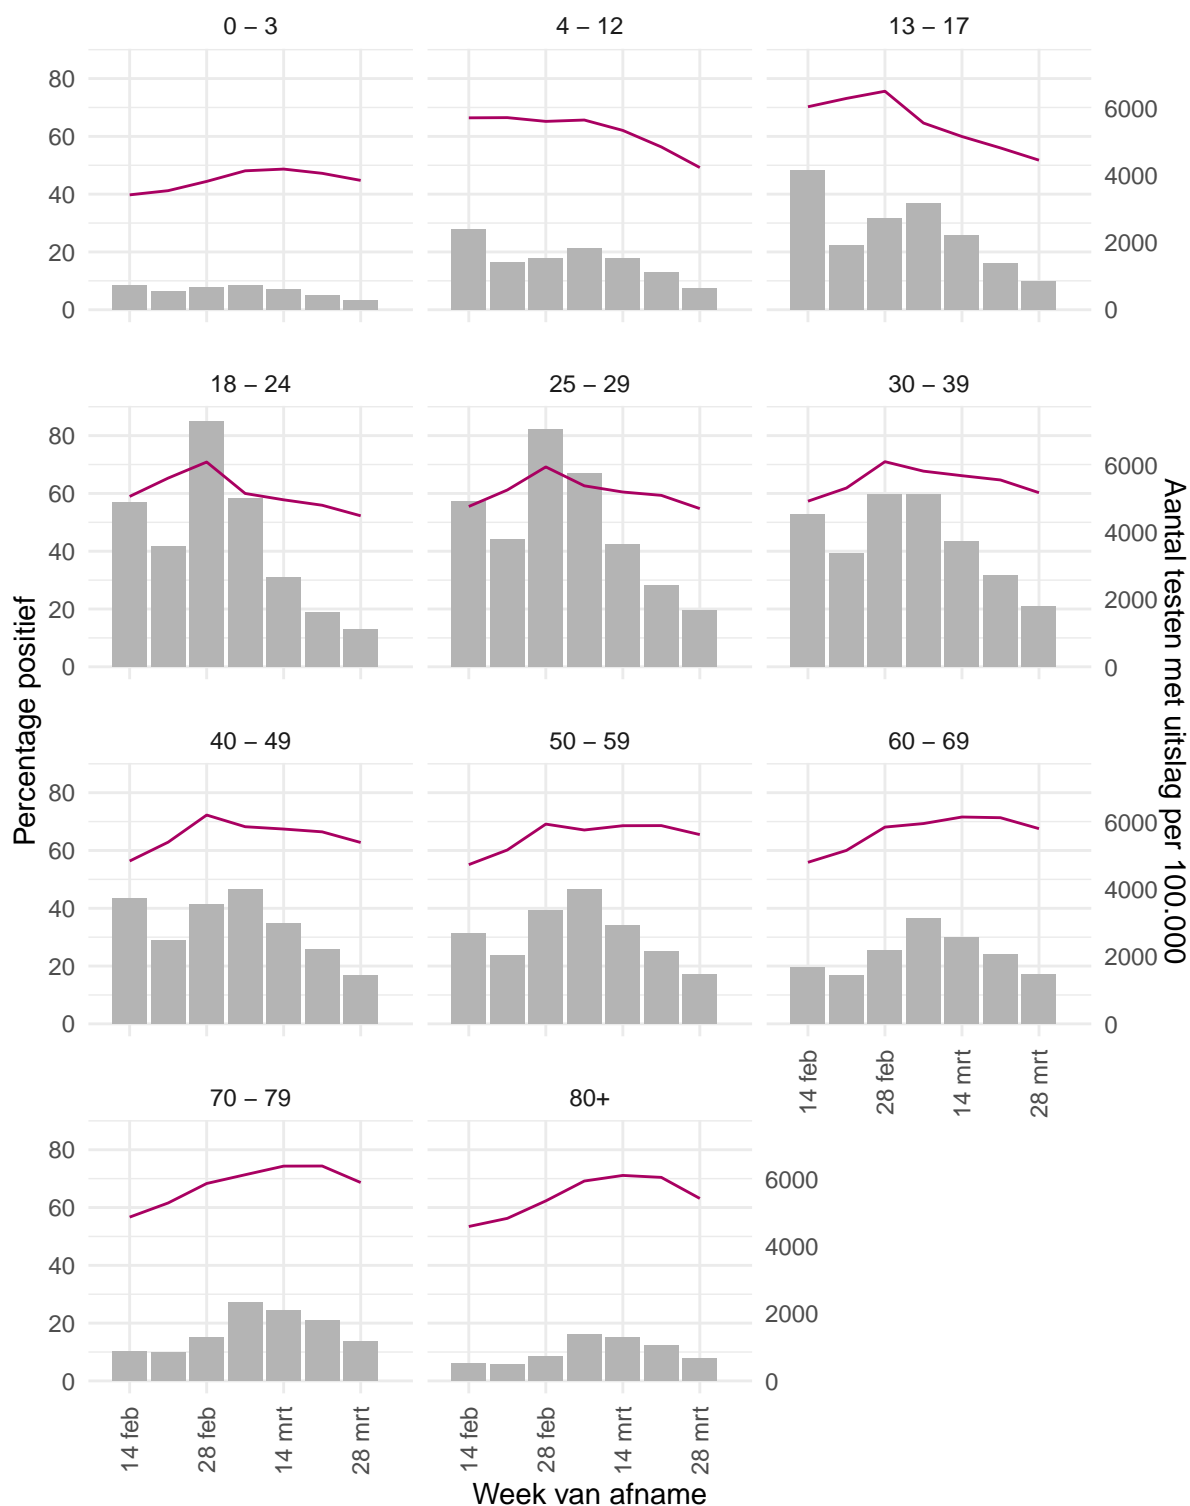 0 – 3
4 – 12
13 – 17
80
60
40
20
0
6000
4000
2000
0
18 – 24
25 – 29
30 – 39
80
60
40
20
0
6000
4000
2000
0
40 – 49
50 – 59
60 – 69
80
60
40
20
0
6000
4000
2000
0
14 feb
28 feb
14 mrt
28 mrt
70 – 79
80+
80
60
40
20
0
6000
4000
2000
0
14 feb
28 feb
14 mrt
28 mrt
14 feb
28 feb
14 mrt
28 mrt
Week van afname
Percentage positief
Aantal testen met uitslag per 100.000